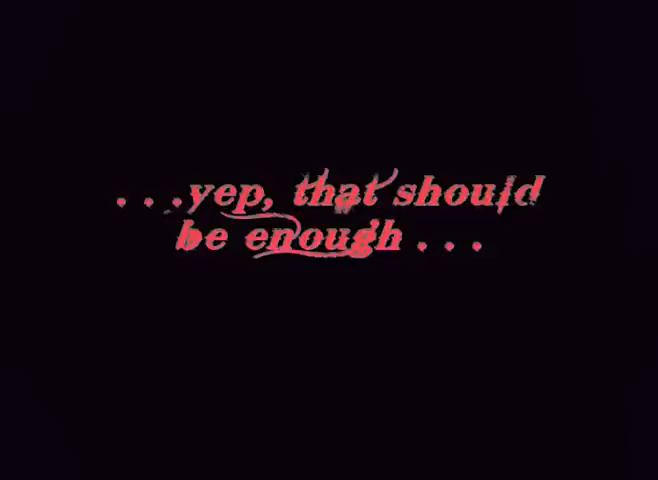 . . .yep, that should
be enough . . .